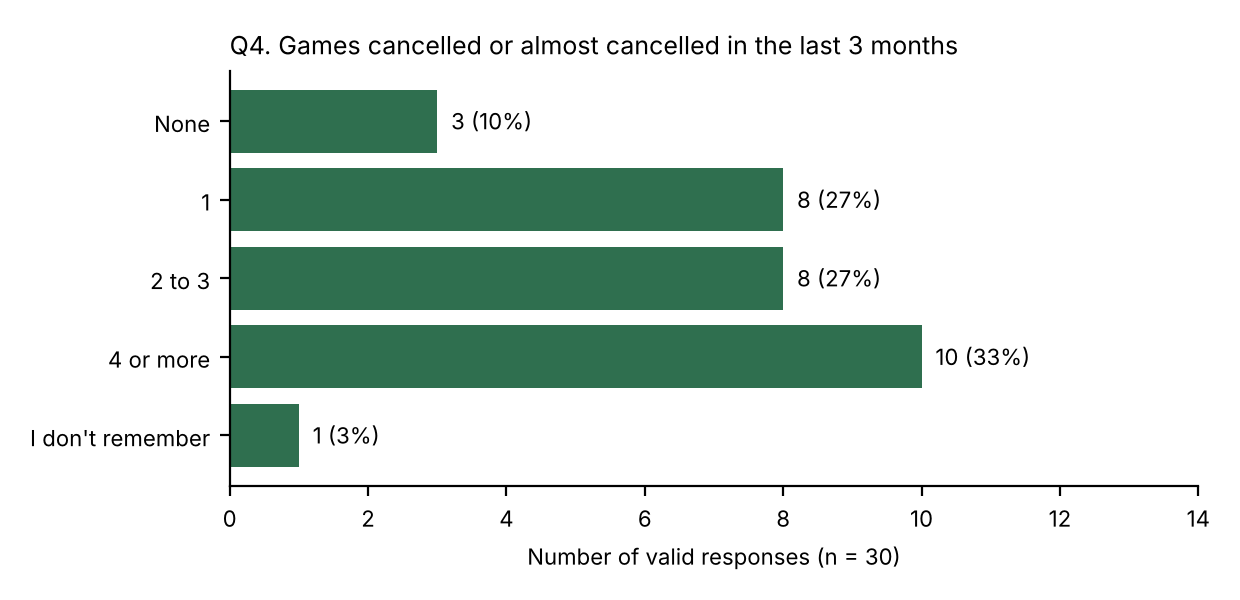 Q4. Games cancelled or almost cancelled in the last 3 months
None
3 (10%)
1
8 (27%)
2 to 3
8 (27%)
4 or more
10 (33%)
I don't remember
1 (3%)
0 2 4 6 8 10 12 14
Number of valid responses (n = 30)